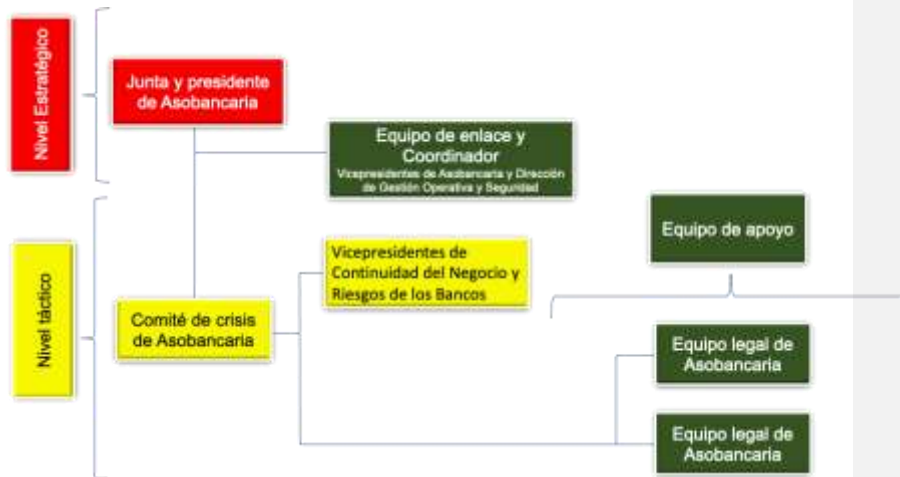 Nivel Estratégico
Junta y presidente
de Asobancaria
Equipo de enlace y
Coordinador
Vicepresidentes de Asobancaria y Dirección
de Gestión Operativa y Seguridad
Nivel táctico
Comité de crisis
de Asobancaria
Vicepresidentes de
Continuidad del Negocio y
Riesgos de los Bancos
Equipo de apoyo
Equipo legal de
Asobancaria
Equipo legal de
Asobancaria